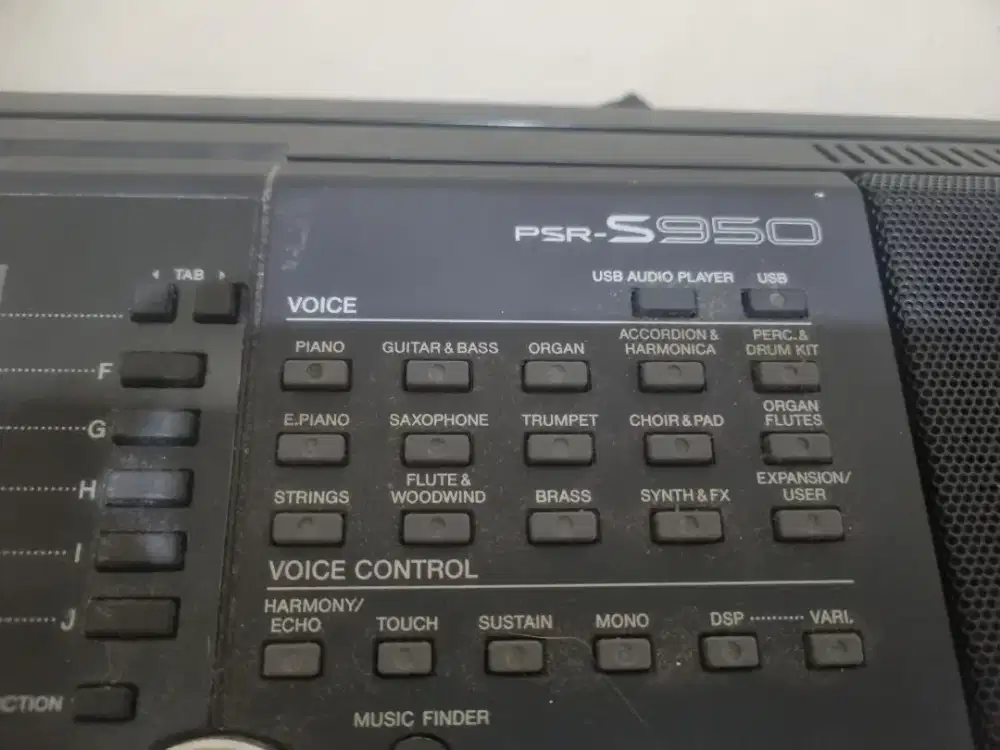 PSR-S950
TAB
USB AUDIO PLAYER USB
VOICE
PIANO GUITAR & BASS ORGAN ACCORDION & HARMONICA PERC. & DRUM KIT
F
E.PIANO SAXOPHONE TRUMPET CHOIR & PAD ORGAN FLUTES
G
STRINGS FLUTE & WOODWIND BRASS SYNTH & FX EXPANSION/ USER
H
I
VOICE CONTROL
HARMONY/ ECHO TOUCH SUSTAIN MONO DSP VARI.
J
MUSIC FINDER